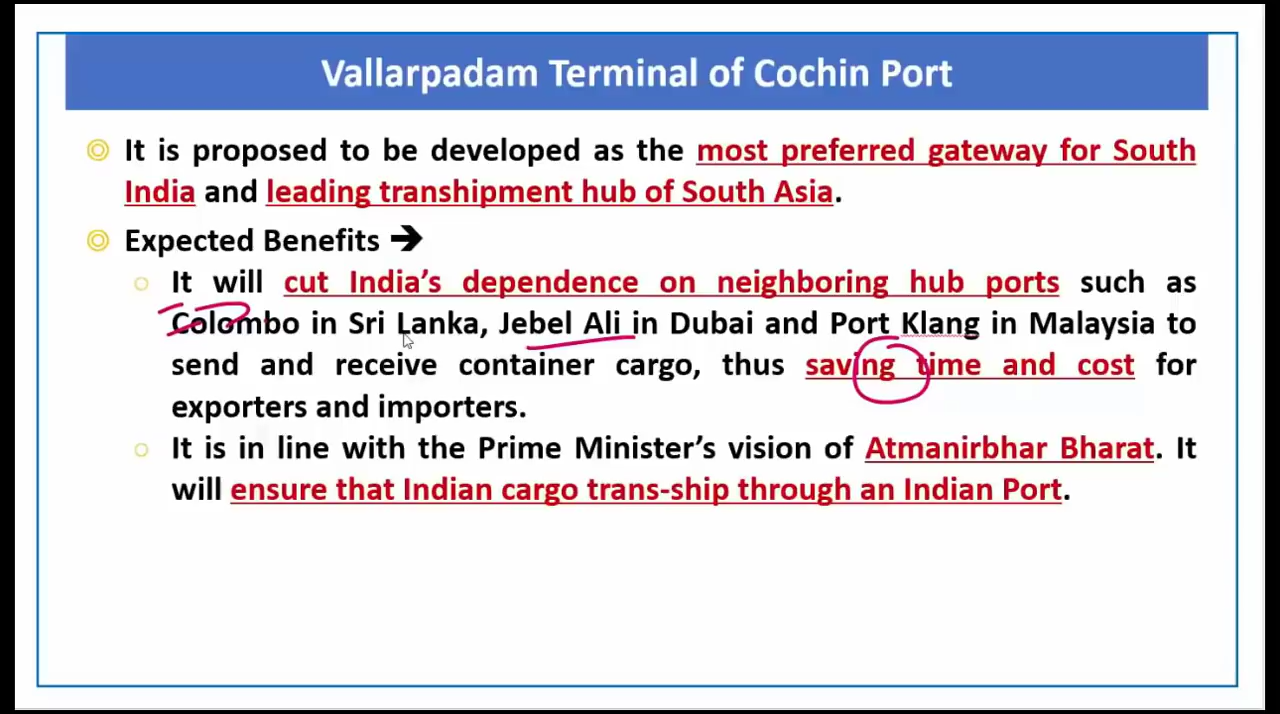 Vallarpadam Terminal of Cochin Port
It is proposed to be developed as the most preferred gateway for South
India and leading transhipment hub of South Asia.
Expected Benefits ➔
It will cut India’s dependence on neighboring hub ports such as
Colombo in Sri Lanka, Jebel Ali in Dubai and Port Klang in Malaysia to
send and receive container cargo, thus saving time and cost for
exporters and importers.
It is in line with the Prime Minister’s vision of Atmanirbhar Bharat. It
will ensure that Indian cargo trans-ship through an Indian Port.